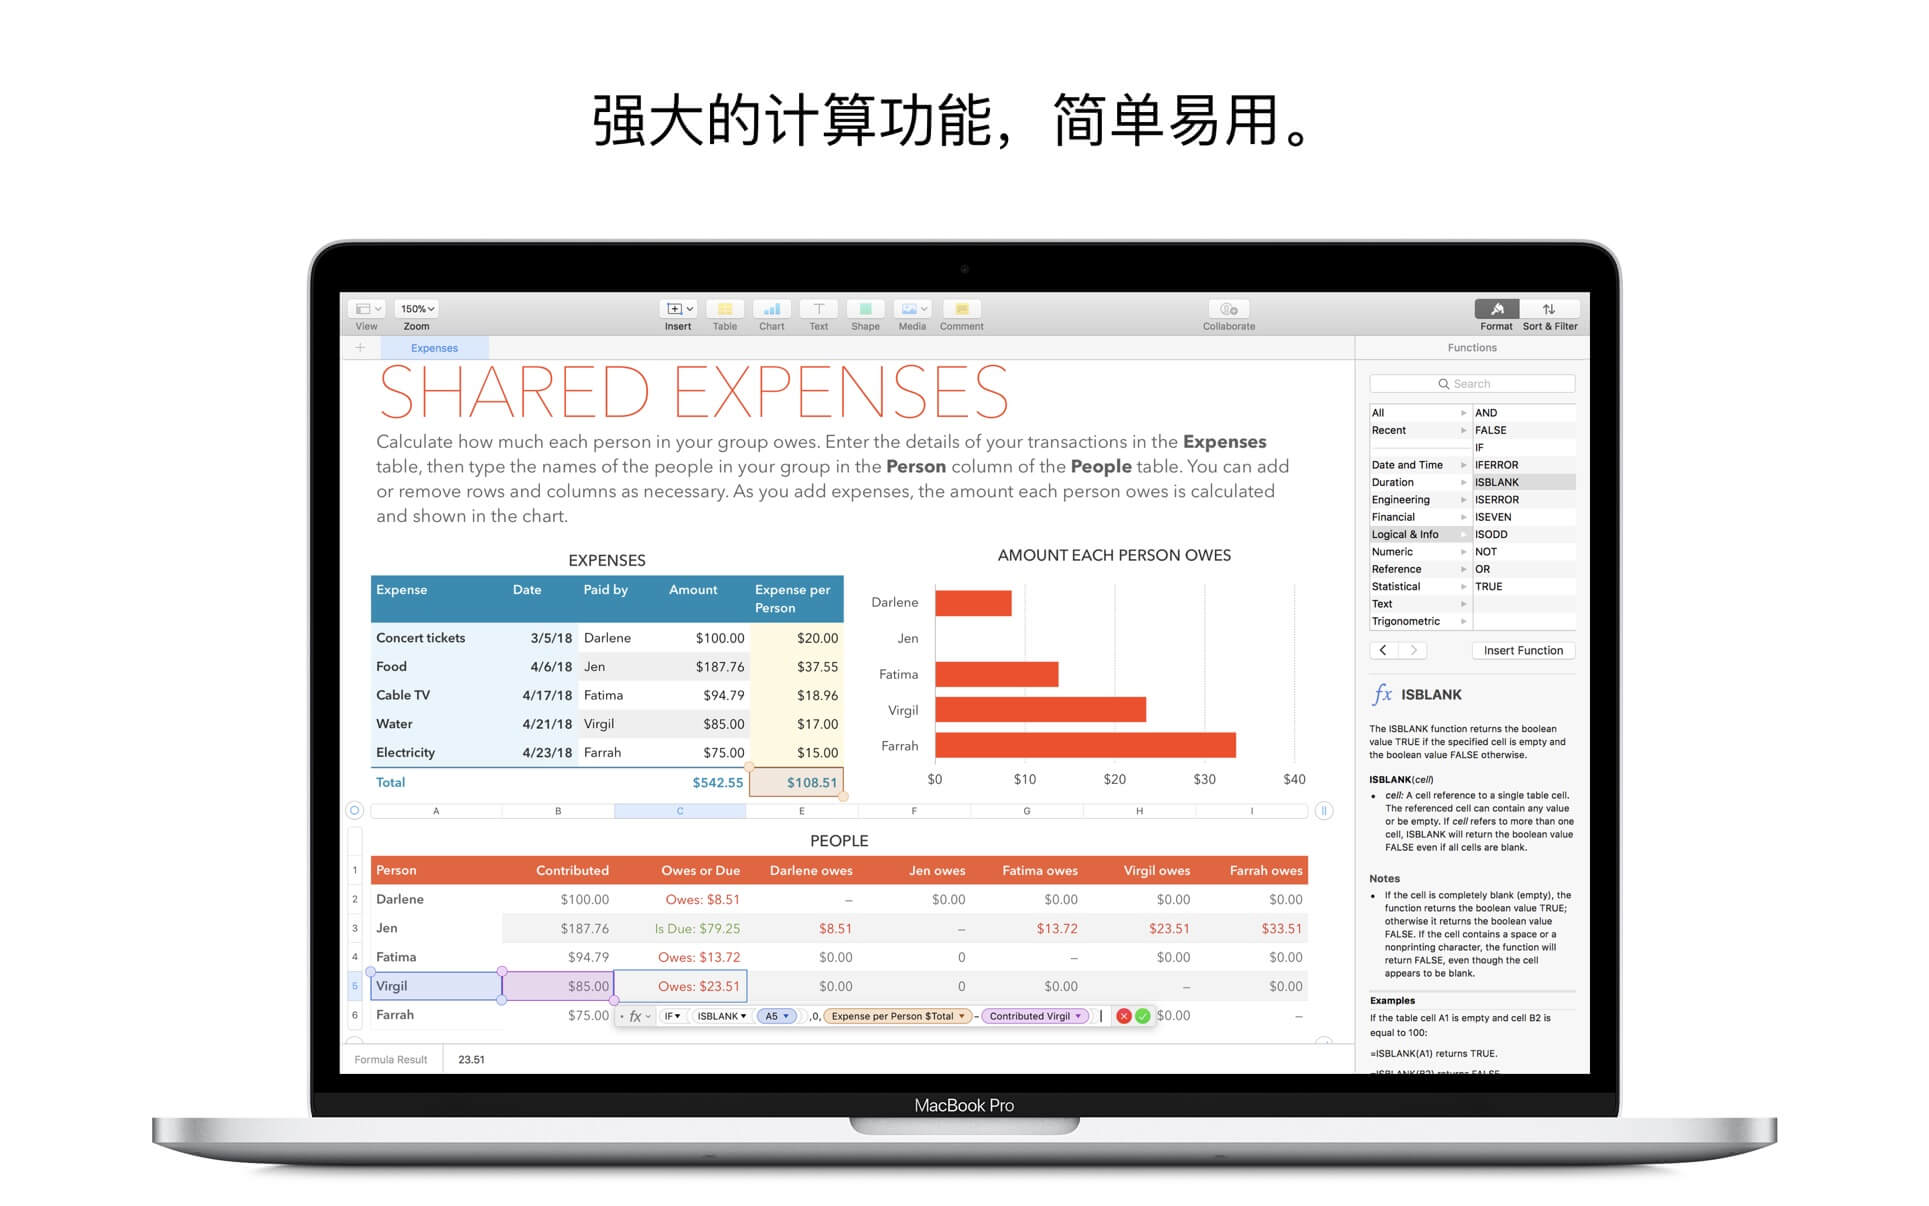 强大的计算功能，简单易用。
View
150%
Zoom
Insert
Table
Chart
Text
Shape
Media
Comment
Collaborate
Format
Sort & Filter
Expenses
Functions
SHARED EXPENSES
Calculate how much each person in your group owes. Enter the details of your transactions in the Expenses
table, then type the names of the people in your group in the Person column of the People table. You can add
or remove rows and columns as necessary. As you add expenses, the amount each person owes is calculated
and shown in the chart.
EXPENSES
Expense Date Paid by Amount Expense per
Person
Concert tickets 3/5/18 Darlene $100.00 $20.00
Food 4/6/18 Jen $187.76 $37.55
Cable TV 4/17/18 Fatima $94.79 $18.96
Water 4/21/18 Virgil $85.00 $17.00
Electricity 4/23/18 Farrah $75.00 $15.00
Total $542.55 $108.51
AMOUNT EACH PERSON OWES
Darlene
Jen
Fatima
Virgil
Farrah
$0 $10 $20 $30 $40
A B C E F G H I
PEOPLE
1 Person Contributed Owes or Due Darlene owes Jen owes Fatima owes Virgil owes Farrah owes
2 Darlene $100.00 Owes: $8.51 – $0.00 $0.00 $0.00 $0.00
3 Jen $187.76 Is Due: $79.25 $8.51 – $13.72 $23.51 $33.51
4 Fatima $94.79 Owes: $13.72 $0.00 0 – $0.00 $0.00
5 Virgil $85.00 Owes: $23.51 $0.00 0 $0.00 – $0.00
6 Farrah $75.00 fx IF ISBLANK A5 ,0, Expense per Person $Total – Contributed Virgil $0.00 –
Formula Result 23.51
Search
All AND
Recent FALSE
IF
Date and Time IFERROR
Duration ISBLANK
Engineering ISERROR
Financial ISEVEN
Logical & Info ISODD
Numeric NOT
Reference OR
Statistical TRUE
Text
Trigonometric
Insert Function
fx ISBLANK
The ISBLANK function returns the boolean
value TRUE if the specified cell is empty and
the boolean value FALSE otherwise.
ISBLANK(cell)
• cell: A cell reference to a single table cell.
The referenced cell can contain any value
or be empty. If cell refers to more than one
cell, ISBLANK will return the boolean value
FALSE even if all cells are blank.
Notes
• If the cell is completely blank (empty), the
function returns the boolean value TRUE;
otherwise it returns the boolean value
FALSE. If the cell contains a space or a
nonprinting character, the function will
return FALSE, even though the cell
appears to be blank.
Examples
If the table cell A1 is empty and cell B2 is
equal to 100:
=ISBLANK(A1) returns TRUE.
=ISBLANK(B2) returns FALSE
MacBook Pro